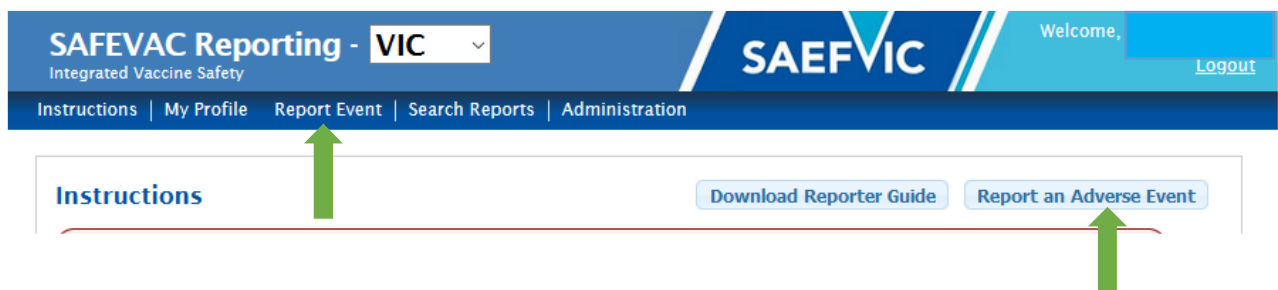 SAFEVAC Reporting - VIC
Integrated Vaccine Safety
SAEFVIC
Welcome,
Logout
Instructions | My Profile Report Event | Search Reports | Administration
Instructions
Download Reporter Guide
Report an Adverse Event